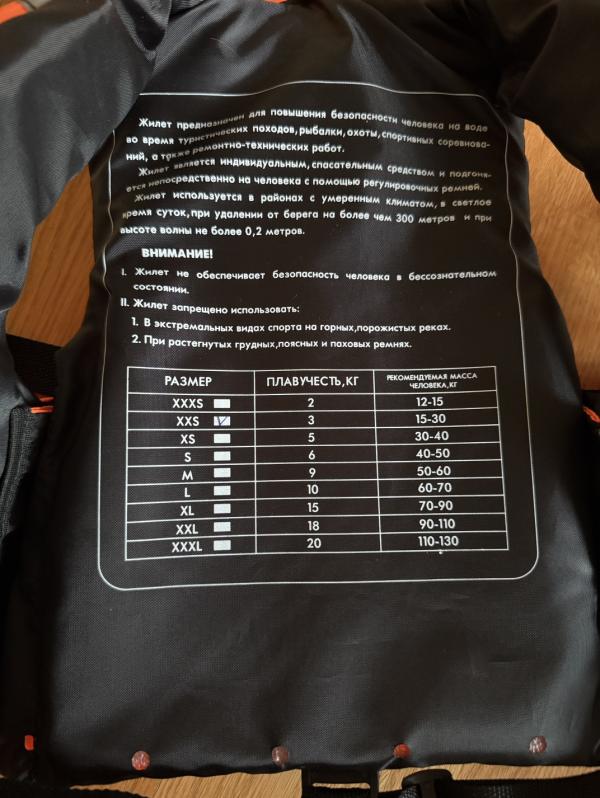 Жилет предназначен для повышения безопасности человека на воде
во время туристических походов, рыбалки, охоты, спортивных соревнова-
ний, а также ремонтно-технических работ.
Жилет является индивидуальным, спасательным средством и подгоня-
ется непосредственно на человека с помощью регулировочных ремней.
Жилет используется в районах с умеренным климатом, в светлое
время суток, при удалении от берега на более чем 300 метров и при
высоте волны не более 0,2 метров.
ВНИМАНИЕ!
I. Жилет не обеспечивает безопасность человека в бессознательном
состоянии.
II. Жилет запрещено использовать:
1. В экстремальных видах спорта на горных, порожистых реках.
2. При растегнутых грудных, поясных и паховых ремнях.
РАЗМЕР ПЛАВУЧЕСТЬ, КГ РЕКОМЕНДУЕМАЯ МАССА
ЧЕЛОВЕКА, КГ
XXXS 2 12-15
XXS 3 15-30
XS 5 30-40
S 6 40-50
M 9 50-60
L 10 60-70
XL 15 70-90
XXL 18 90-110
XXXL 20 110-130